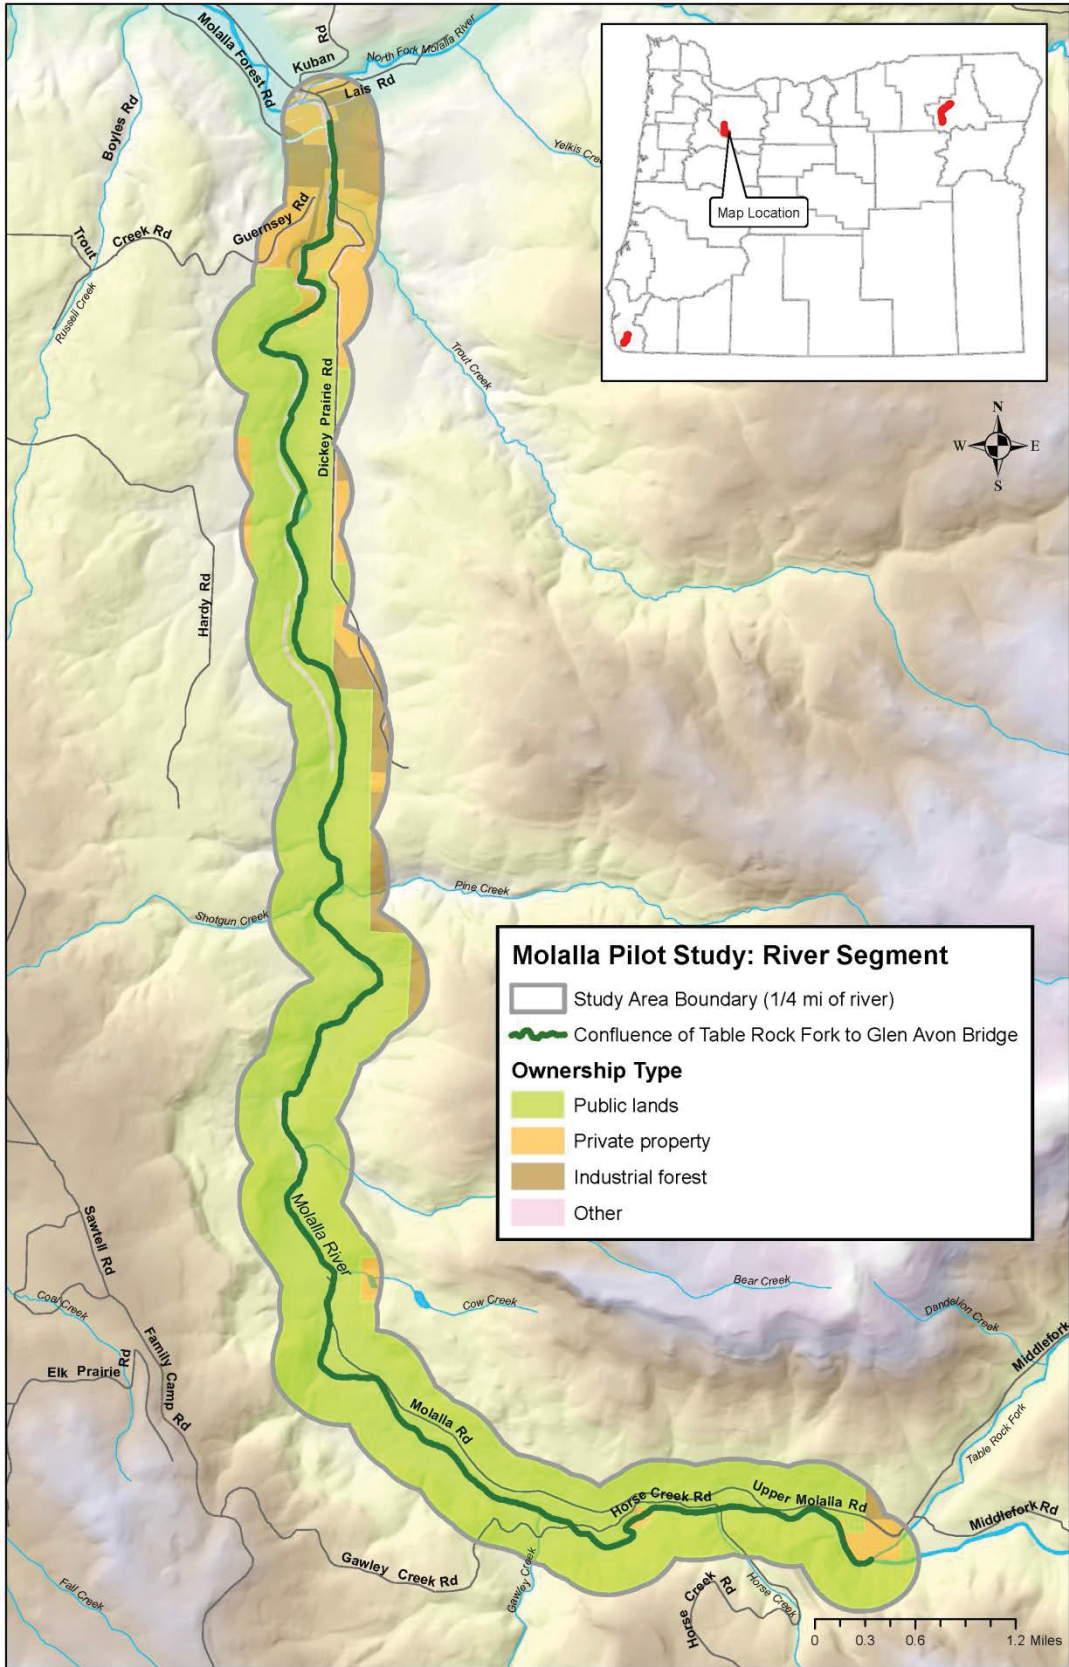 Molalla Forest Rd
Kuban Rd
North Fork Molalla River
Lais Rd
Boyles Rd
Yelkis Creek
Guernsey Rd
Trout Creek Rd
Russell Creek
Trout Creek
Dickey Prairie Rd
Hardy Rd
Map Location
N
W E
S
Pine Creek
Shotgun Creek
Molalla Pilot Study: River Segment
Study Area Boundary (1/4 mi of river)
Confluence of Table Rock Fork to Glen Avon Bridge
Ownership Type
Public lands
Private property
Industrial forest
Other
Molalla River
Sawtell Rd
Coal Creek
Elk Prairie Rd
Family Camp Rd
Cow Creek
Bear Creek
Dandelion Creek
Middlefork
Table Rock Fork
Molalla Rd
Horse Creek Rd
Upper Molalla Rd
Middlefork Rd
Gawley Creek Rd
Gawley Creek
Horse Creek Rd
Horse Creek
Fall Creek
0 0.3 0.6 1.2 Miles